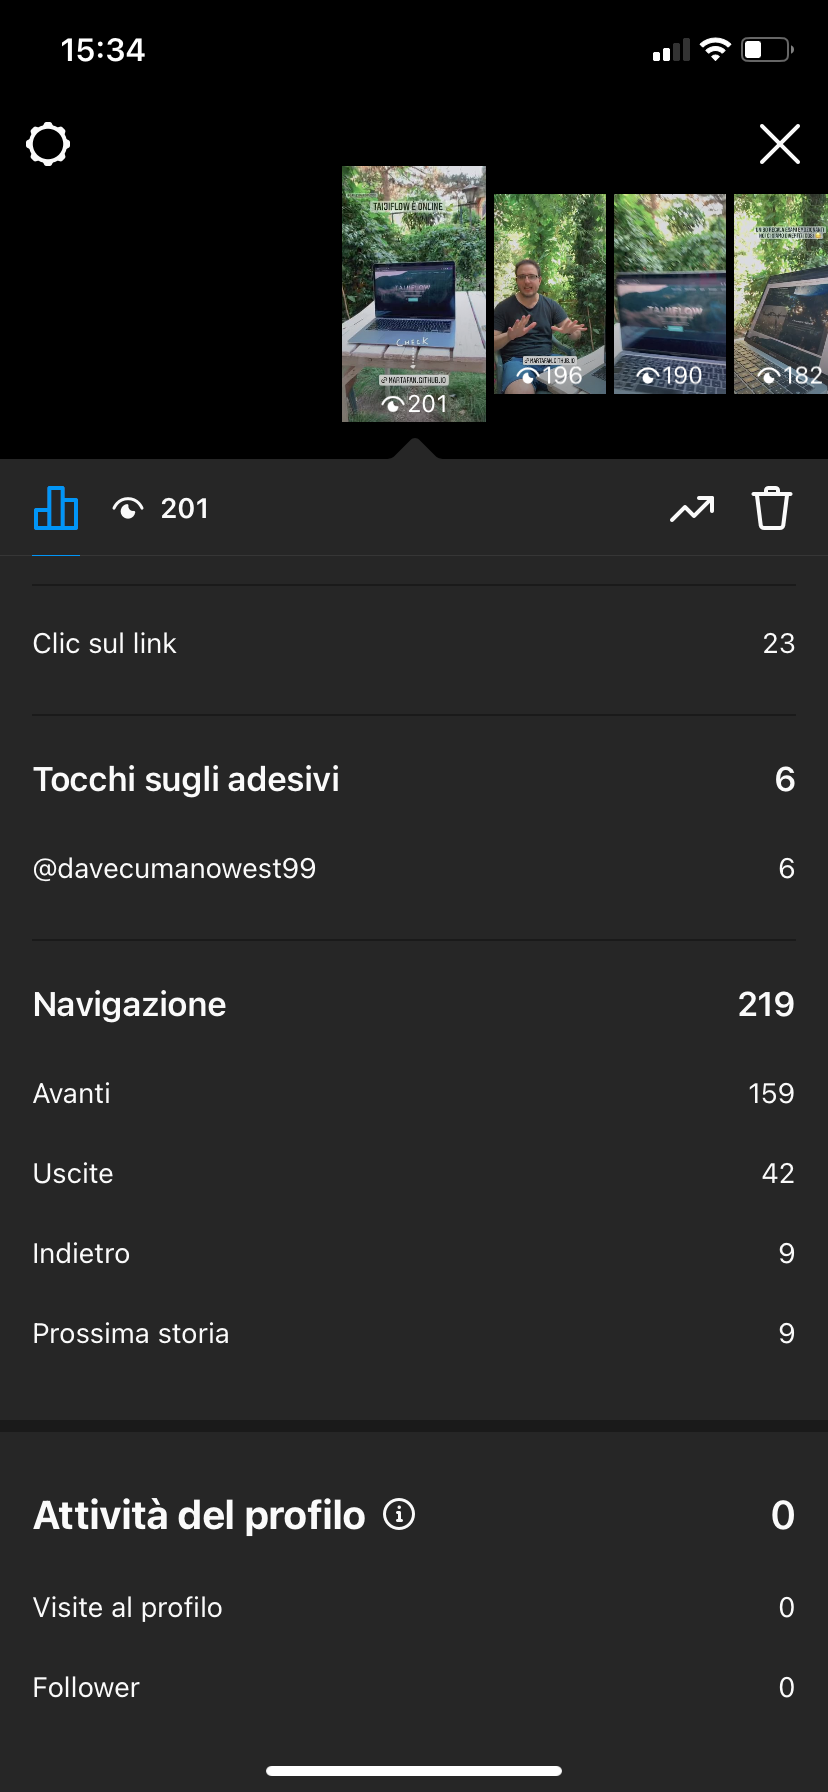 15:34
TAICIFLOW È ONLINE
TAIJIFLOW
CHECK
MARTAFAN.GITHUB.IO
201
MARTAFAN.GITHUB.IO
196
TAIJIFLOW
190
182
201
Clic sul link 23
Tocchi sugli adesivi 6
@davecumanowest99 6
Navigazione 219
Avanti 159
Uscite 42
Indietro 9
Prossima storia 9
Attività del profilo 0
Visite al profilo 0
Follower 0